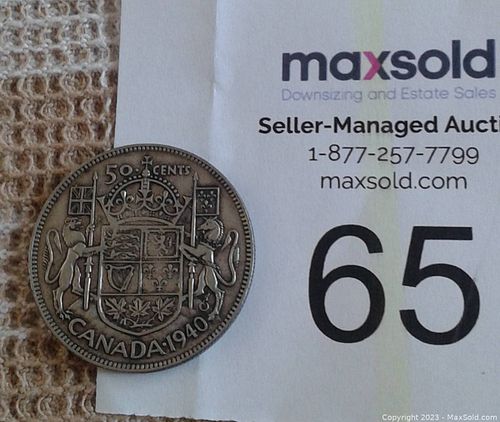 50 CENTS
CANADA·1940
maxsold
Downsizing and Estate Sales
Seller-Managed Aucti
1-877-257-7799
maxsold.com
65
Copyright 2023 - MaxSold.com